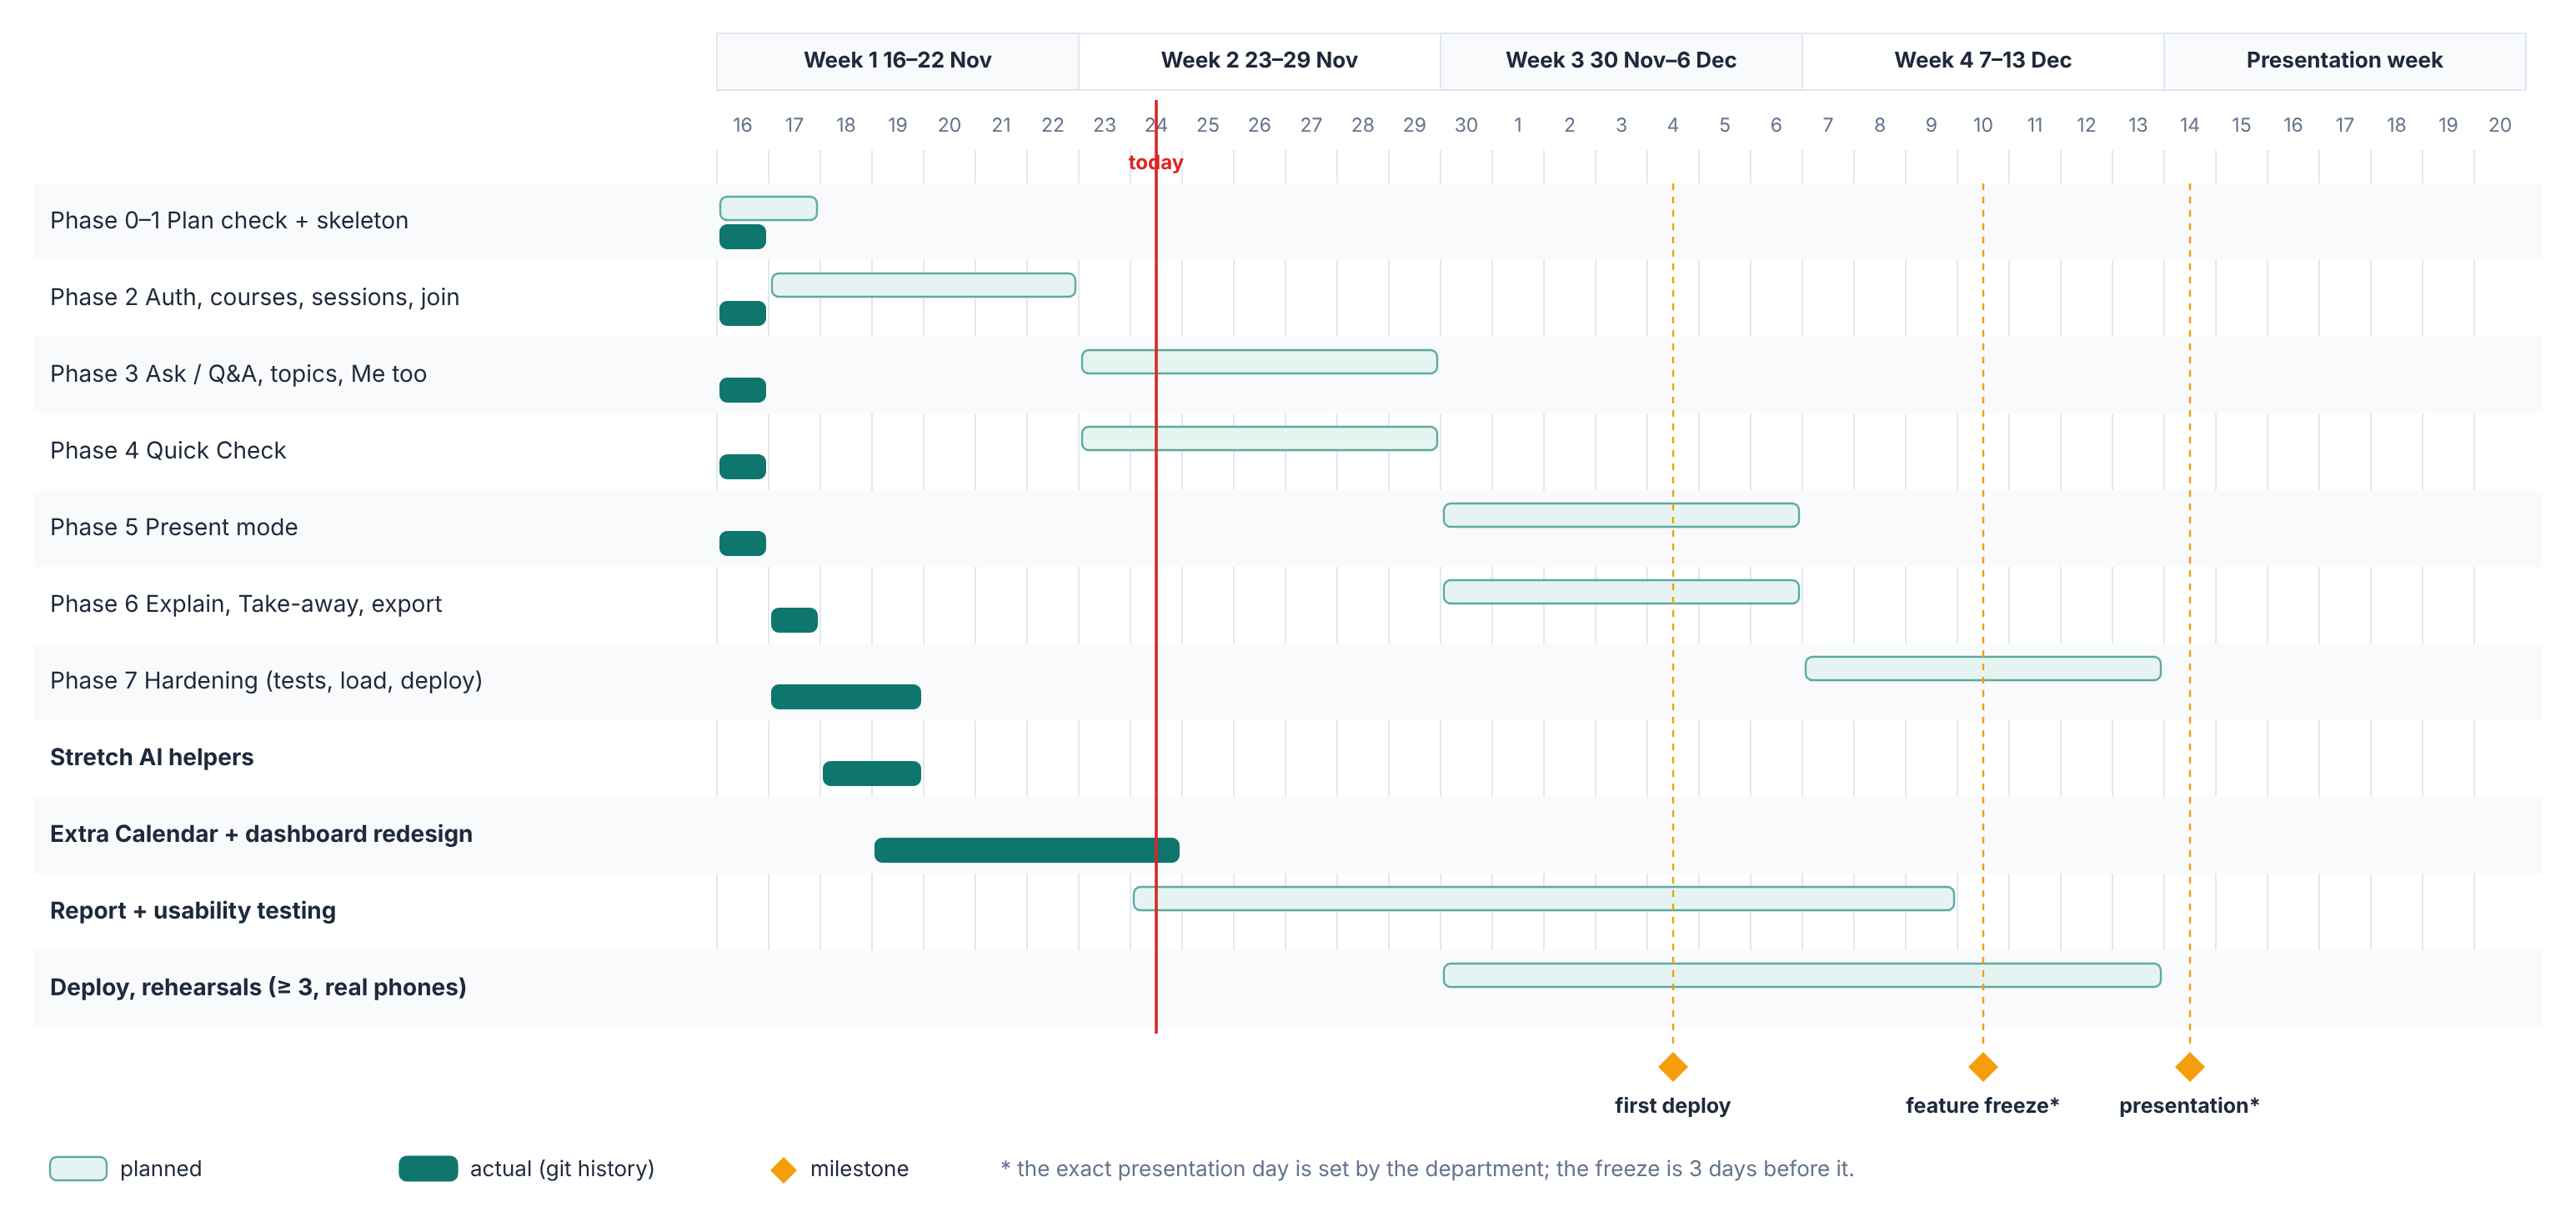 Week 1 16–22 Nov Week 2 23–29 Nov Week 3 30 Nov–6 Dec Week 4 7–13 Dec Presentation week
16 17 18 19 20 21 22 23 24 25 26 27 28 29 30 1 2 3 4 5 6 7 8 9 10 11 12 13 14 15 16 17 18 19 20
today
Phase 0–1 Plan check + skeleton
Phase 2 Auth, courses, sessions, join
Phase 3 Ask / Q&A, topics, Me too
Phase 4 Quick Check
Phase 5 Present mode
Phase 6 Explain, Take-away, export
Phase 7 Hardening (tests, load, deploy)
Stretch AI helpers
Extra Calendar + dashboard redesign
Report + usability testing
Deploy, rehearsals (≥ 3, real phones)
first deploy feature freeze* presentation*
planned actual (git history) milestone * the exact presentation day is set by the department; the freeze is 3 days before it.